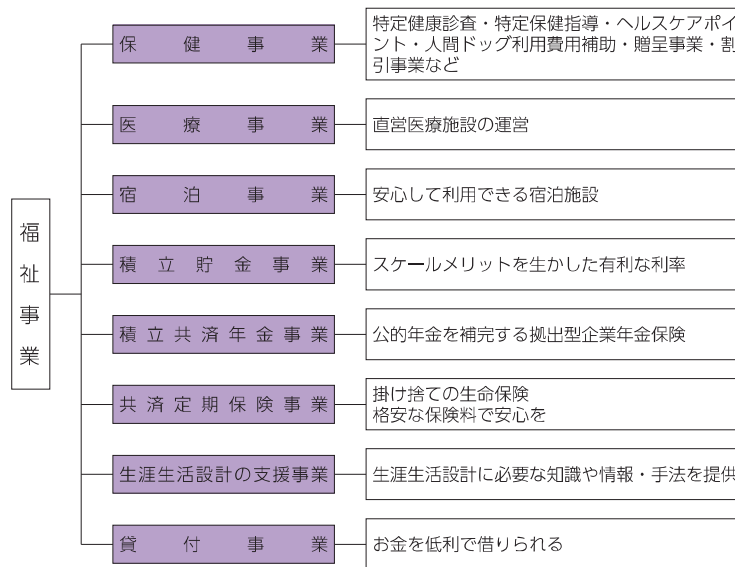 福祉事業
保健事業
特定健康診査・特定保健指導・ヘルスケアポイ
ント・人間ドッグ利用費用補助・贈呈事業・割
引事業など
医療事業
直営医療施設の運営
宿泊事業
安心して利用できる宿泊施設
積立貯金事業
スケールメリットを生かした有利な利率
積立共済年金事業
公的年金を補完する拠出型企業年金保険
共済定期保険事業
掛け捨ての生命保険
格安な保険料で安心を
生涯生活設計の支援事業
生涯生活設計に必要な知識や情報・手法を提供
貸付事業
お金を低利で借りられる